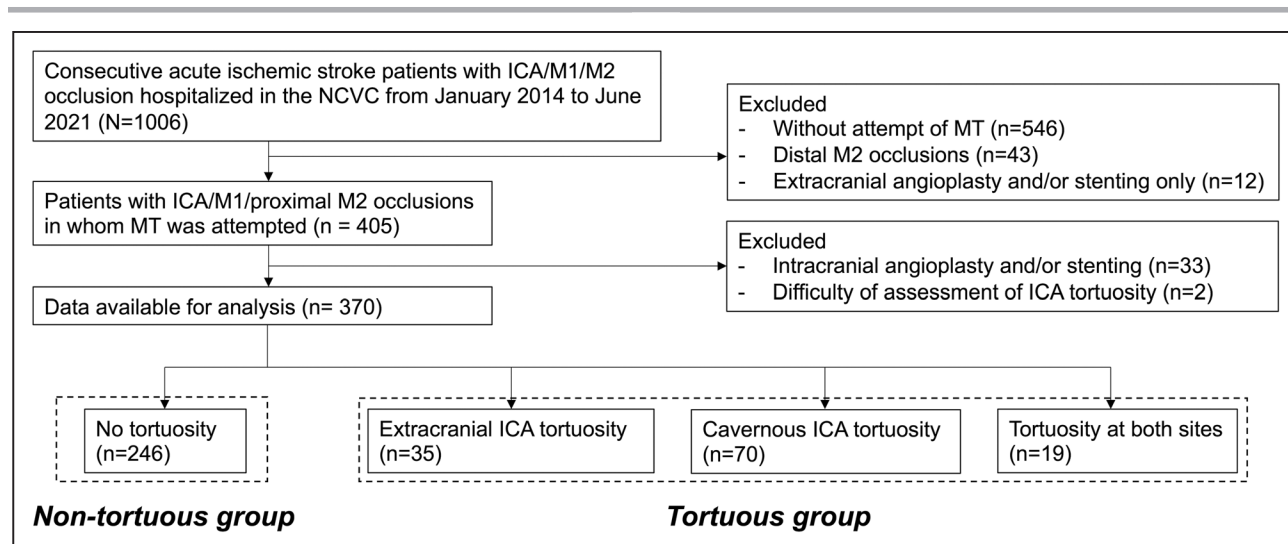 Consecutive acute ischemic stroke patients with ICA/M1/M2
occlusion hospitalized in the NCVC from January 2014 to June
2021 (N=1006)
Excluded
- Without attempt of MT (n=546)
- Distal M2 occlusions (n=43)
- Extracranial angioplasty and/or stenting only (n=12)
Patients with ICA/M1/proximal M2 occlusions
in whom MT was attempted (n = 405)
Excluded
- Intracranial angioplasty and/or stenting (n=33)
- Difficulty of assessment of ICA tortuosity (n=2)
Data available for analysis (n= 370)
No tortuosity
(n=246)
Extracranial ICA tortuosity
(n=35)
Cavernous ICA tortuosity
(n=70)
Tortuosity at both sites
(n=19)
Non-tortuous group
Tortuous group